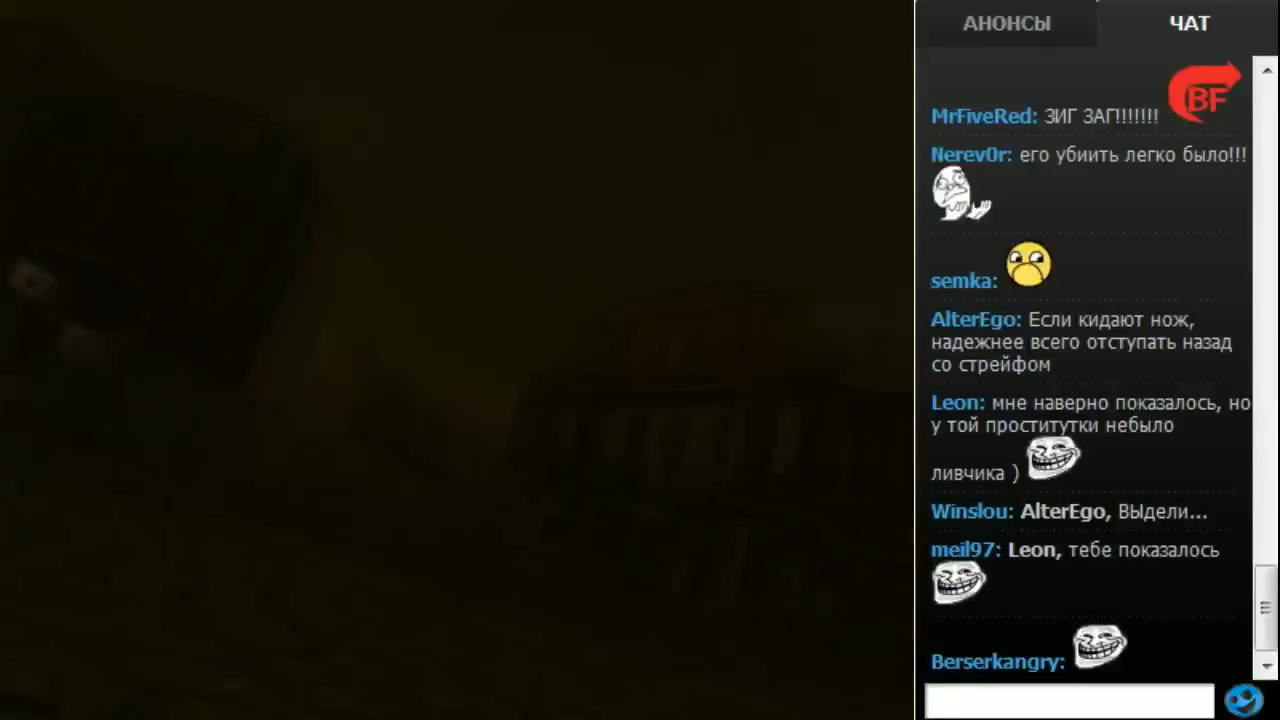 АНОНСЫ
ЧАТ
BF
MrFiveRed: ЗИГ ЗАГ!!!!!!!
Nerev0r: его убиить легко было!!!
semka:
AlterEgo: Если кидают нож,
надежнее всего отступать назад
со стрейфом
Leon: мне наверно показалось, но
у той проститутки небыло
ливчика )
Winslou: AlterEgo, ВЫдели...
meil97: Leon, тебе показалось
Berserkangry: